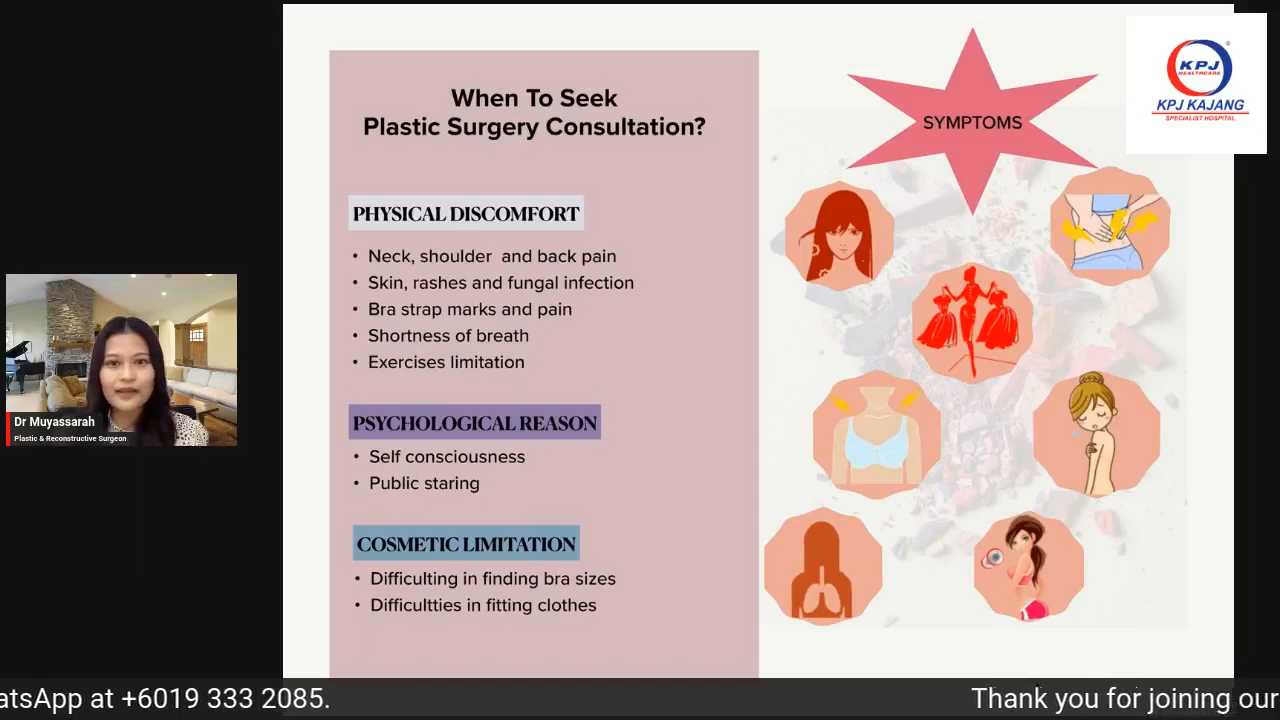 When To Seek
Plastic Surgery Consultation?
PHYSICAL DISCOMFORT
• Neck, shoulder and back pain
• Skin, rashes and fungal infection
• Bra strap marks and pain
• Shortness of breath
• Exercises limitation
PSYCHOLOGICAL REASON
• Self consciousness
• Public staring
COSMETIC LIMITATION
• Difficulting in finding bra sizes
• Difficultties in fitting clothes
SYMPTOMS
KPJ
HEALTHCARE
®
KPJ KAJANG
SPECIALIST HOSPITAL
Dr Muyassarah
Plastic & Reconstructive Surgeon
atsApp at +6019 333 2085.
Thank you for joining our